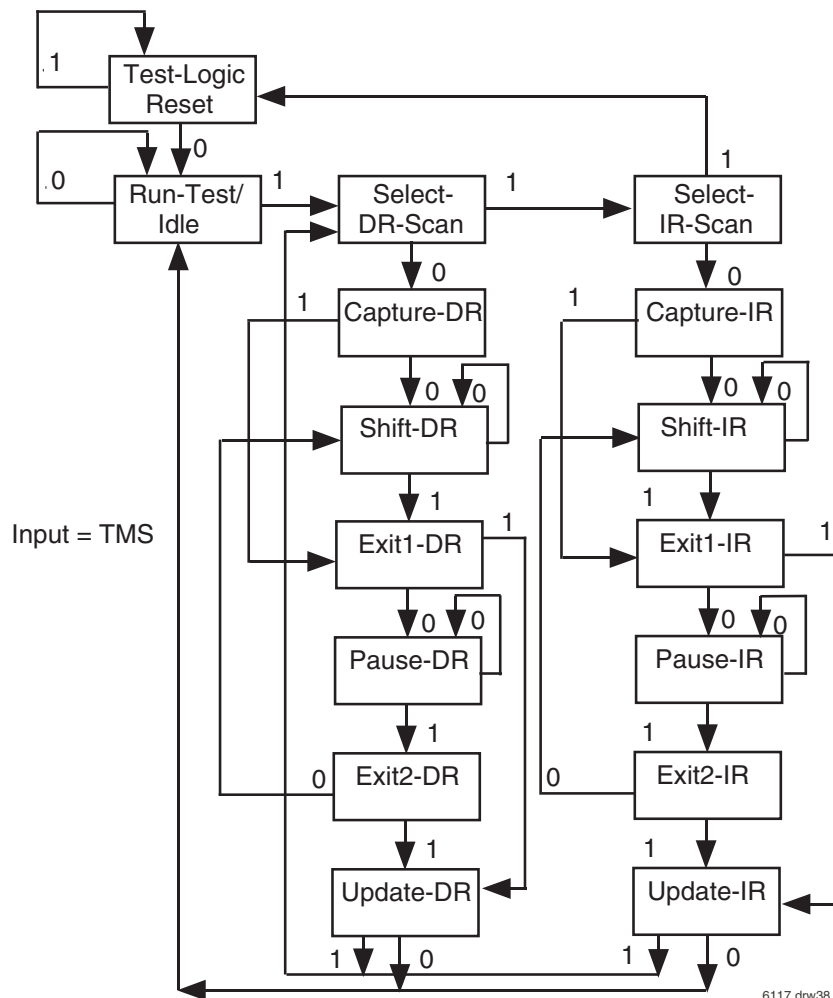 1
Test-Logic
Reset
0
0
Run-Test/
Idle
1
Select-
DR-Scan
1
Select-
IR-Scan
1
0
0
1
Capture-DR
1
Capture-IR
0
0
0
0
Shift-DR
Shift-IR
1
1
Input = TMS
Exit1-DR
1
Exit1-IR
1
0
0
0
0
Pause-DR
Pause-IR
1
1
0
Exit2-DR
0
Exit2-IR
1
1
Update-DR
Update-IR
1
0
1
0
6117 drw38